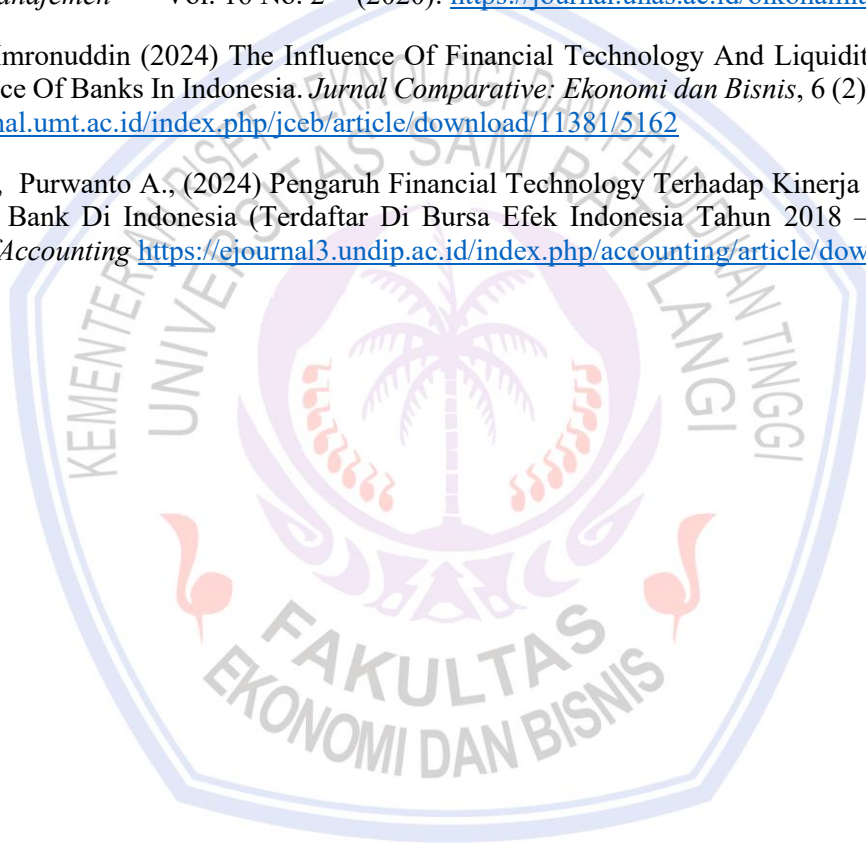 Vol. 16 No. 2 (2020). https://journal.unas.ac.id/
Imronuddin (2024) The Influence Of Financial Technology And Liquidit
ce Of Banks In Indonesia. Jurnal Comparative: Ekonomi dan Bisnis, 6 (2)
nal.umt.ac.id/index.php/jceb/article/download/11381/5162
, Purwanto A., (2024) Pengaruh Financial Technology Terhadap Kinerja
Bank Di Indonesia (Terdaftar Di Bursa Efek Indonesia Tahun 2018 –
Accounting https://ejournal3.undip.ac.id/index.php/accounting/article/dow
KEMENTERIAN RISET TEKNOLOGI DAN PENDIDIKAN TINGGI
UNIVERSITAS SAM RATULANGI
FAKULTAS
EKONOMI DAN BISNIS